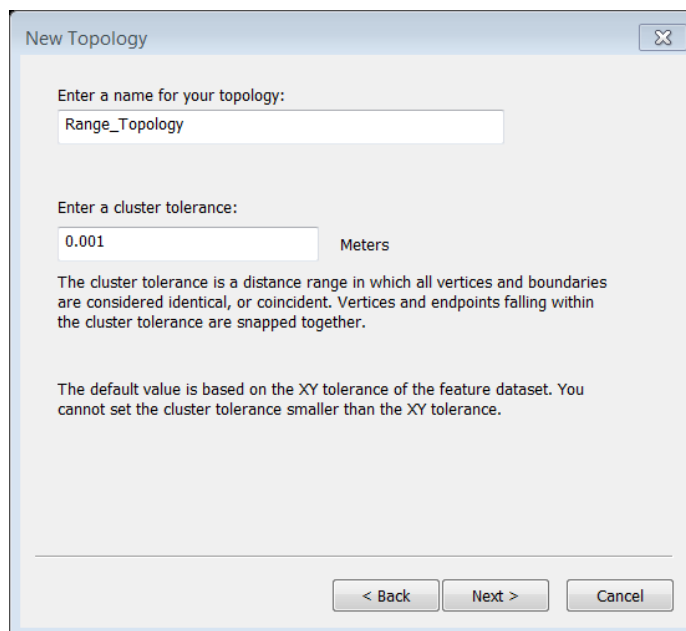 New Topology
Enter a name for your topology:
Range_Topology
Enter a cluster tolerance:
0.001 Meters
The cluster tolerance is a distance range in which all vertices and boundaries
are considered identical, or coincident. Vertices and endpoints falling within
the cluster tolerance are snapped together.
The default value is based on the XY tolerance of the feature dataset. You
cannot set the cluster tolerance smaller than the XY tolerance.
< Back Next > Cancel